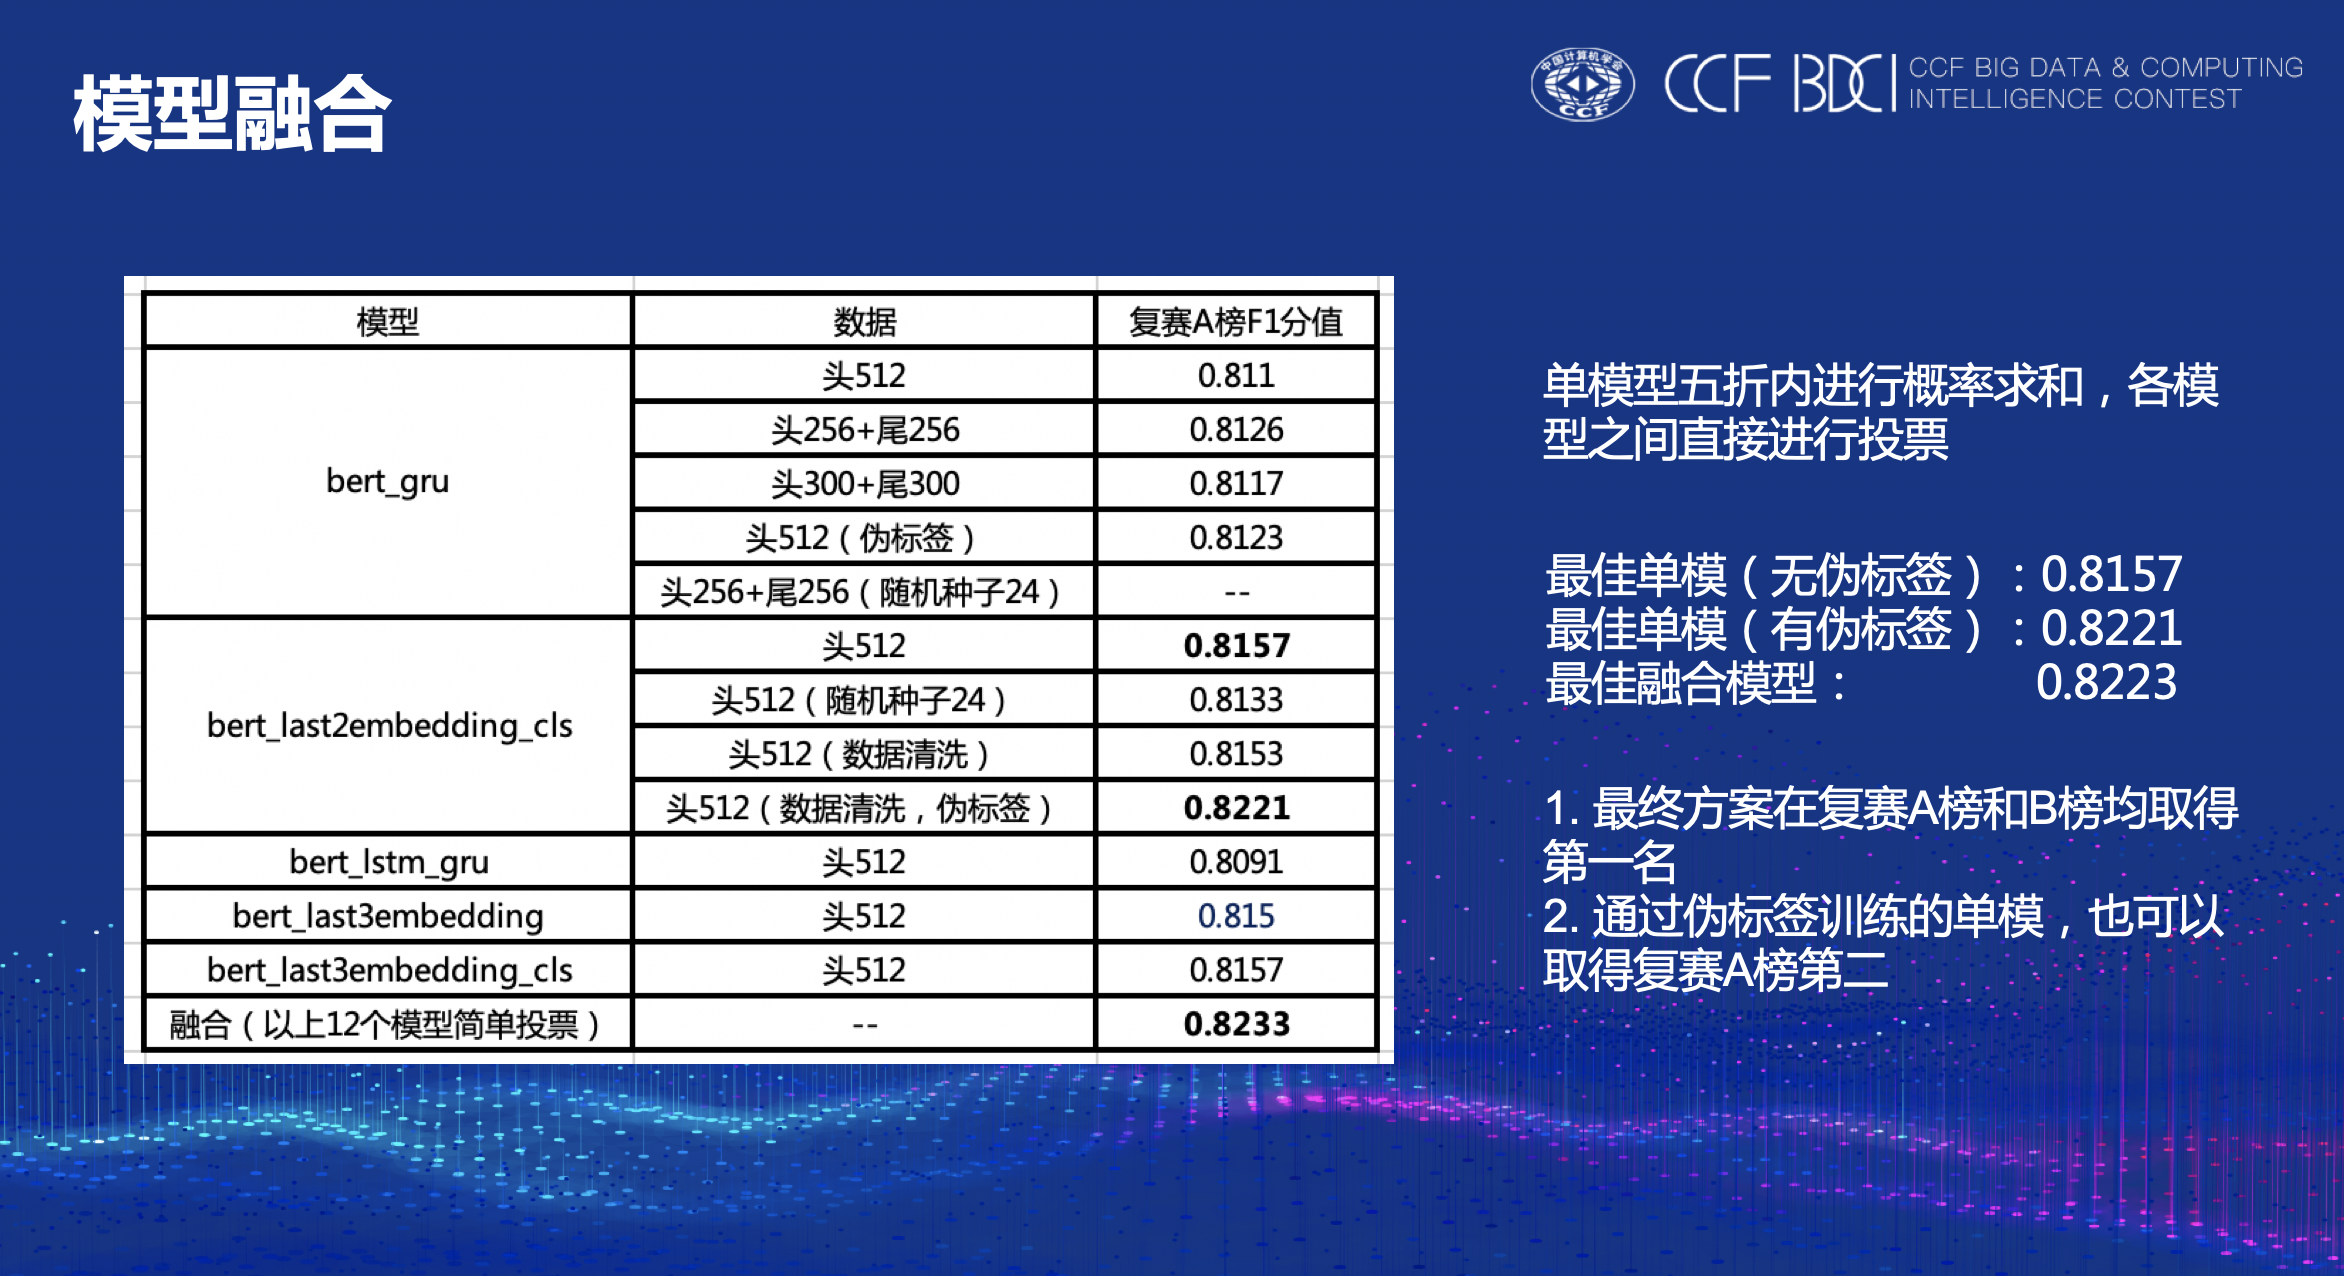 模型融合
中国计算机学会
CCF
CCF BDCI
CCF BIG DATA & COMPUTING
INTELLIGENCE CONTEST
模型 数据 复赛A榜F1分值
bert_gru 头512 0.811
头256+尾256 0.8126
头300+尾300 0.8117
头512（伪标签） 0.8123
头256+尾256（随机种子24） --
bert_last2embedding_cls 头512 0.8157
头512（随机种子24） 0.8133
头512（数据清洗） 0.8153
头512（数据清洗，伪标签） 0.8221
bert_lstm_gru 头512 0.8091
bert_last3embedding 头512 0.815
bert_last3embedding_cls 头512 0.8157
融合（以上12个模型简单投票） -- 0.8233
单模型五折内进行概率求和，各模
型之间直接进行投票
最佳单模（无伪标签）：0.8157
最佳单模（有伪标签）：0.8221
最佳融合模型： 0.8223
1. 最终方案在复赛A榜和B榜均取得
第一名
2. 通过伪标签训练的单模，也可以
取得复赛A榜第二